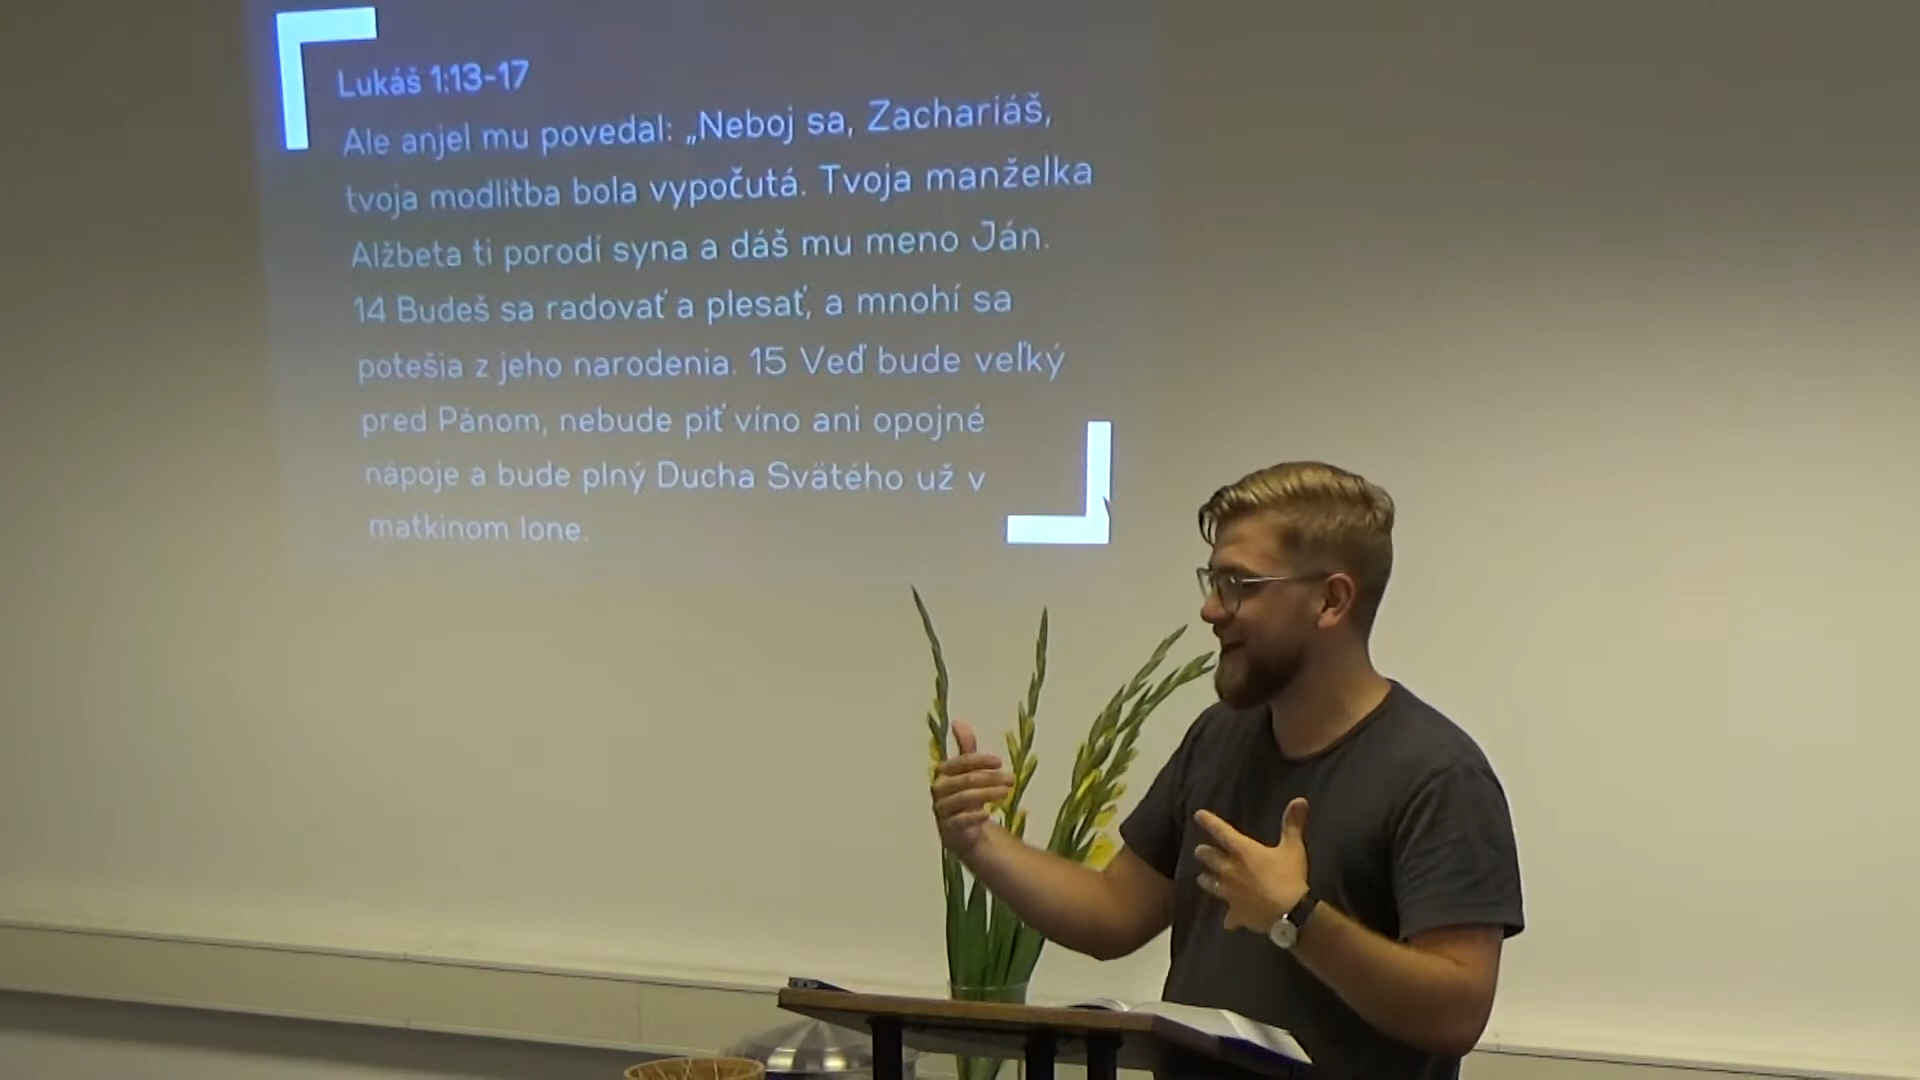 Lukáš 1:13-17
Ale anjel mu povedal: „Neboj sa, Zachariáš,
tvoja modlitba bola vypočutá. Tvoja manželka
Alžbeta ti porodí syna a dáš mu meno Ján.
14 Budeš sa radovať a plesať, a mnohí sa
potešia z jeho narodenia. 15 Veď bude veľký
pred Pánom, nebude piť víno ani opojné
nápoje a bude plný Ducha Svätého už v
matkinom lone.